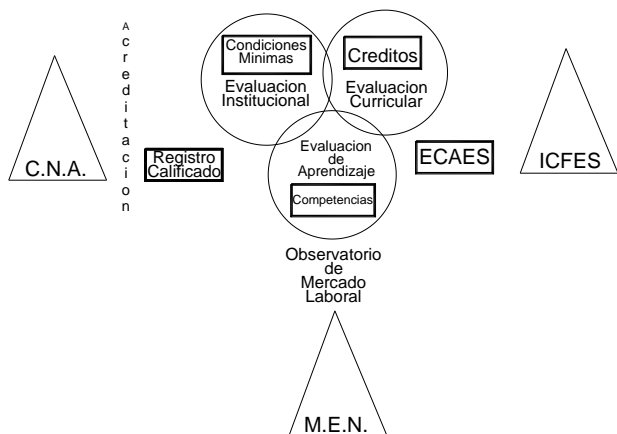 Acreditacion
Condiciones
Minimas
Evaluacion
Institucional
Creditos
Evaluacion
Curricular
C.N.A.
Registro
Calificado
Evaluacion
de
Aprendizaje
Competencias
ECAES
ICFES
Observatorio
de
Mercado
Laboral
M.E.N.